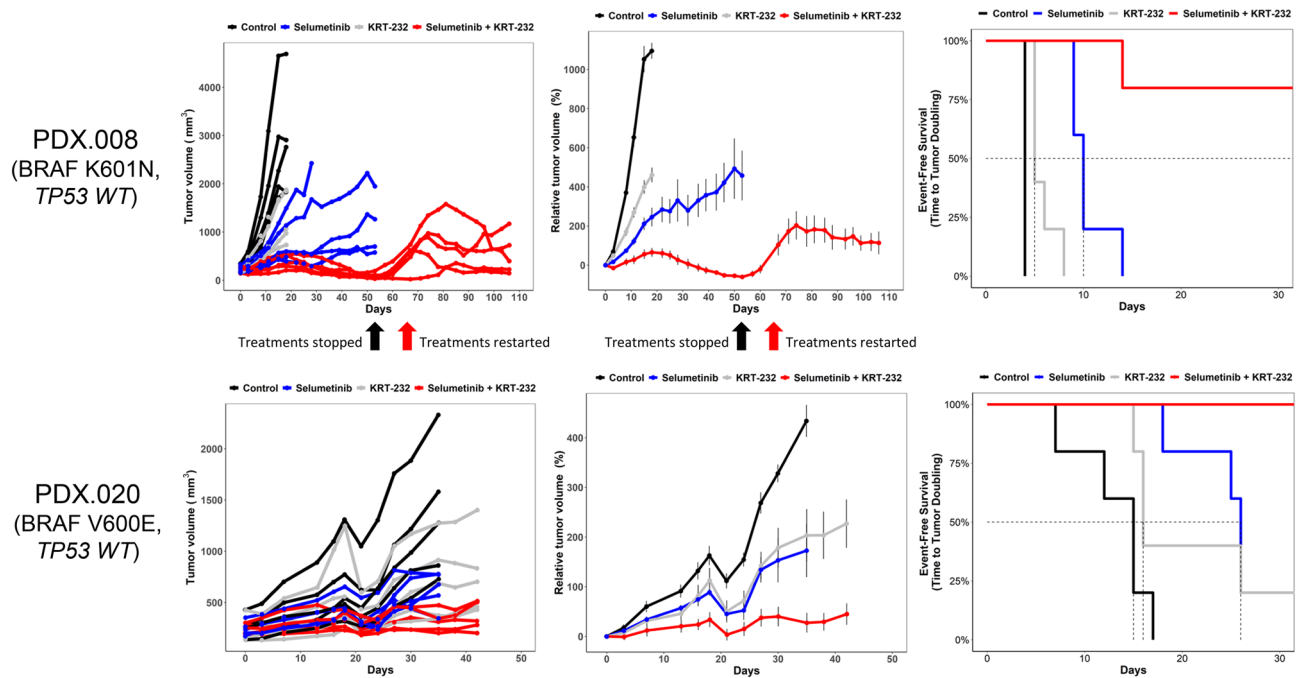 Control Selumetinib KRT-232 Selumetinib + KRT-232
Control Selumetinib KRT-232 Selumetinib + KRT-232
Control Selumetinib KRT-232 Selumetinib + KRT-232
PDX.008
(BRAF K601N,
TP53 WT)
Tumor volume ( mm3)
4000
3000
2000
1000
0
0 10 20 30 40 50 60 70 80 90 100 110
Days
Relative tumor volume (%)
1000
800
600
400
200
0
0 10 20 30 40 50 60 70 80 90 100 110
Days
Event-Free Survival
(Time to Tumor Doubling)
100%
75%
50%
25%
0%
0 10 20 30
Days
Treatments stopped Treatments restarted
Treatments stopped Treatments restarted
Control Selumetinib KRT-232 Selumetinib + KRT-232
Control Selumetinib KRT-232 Selumetinib + KRT-232
Control Selumetinib KRT-232 Selumetinib + KRT-232
PDX.020
(BRAF V600E,
TP53 WT)
Tumor volume ( mm3)
2000
1500
1000
500
0 10 20 30 40 50
Days
Relative tumor volume (%)
400
300
200
100
0
0 10 20 30 40 50
Days
Event-Free Survival
(Time to Tumor Doubling)
100%
75%
50%
25%
0%
0 10 20 30
Days